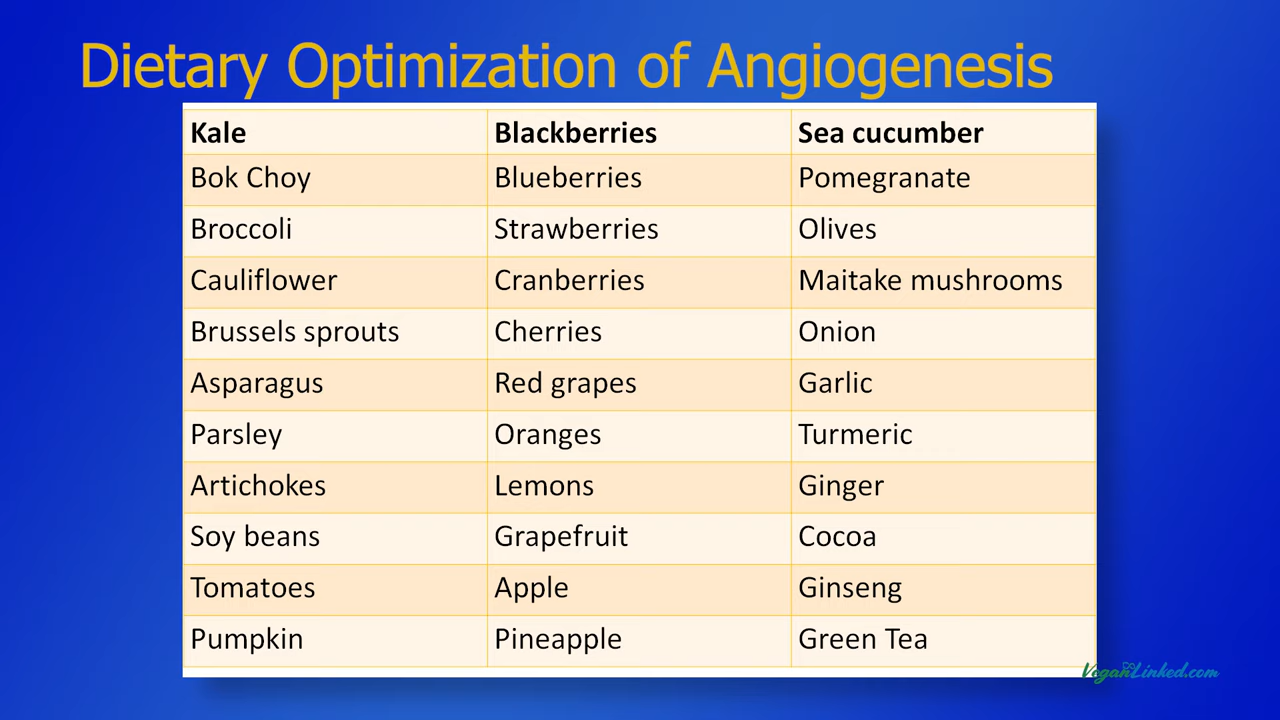 Dietary Optimization of Angiogenesis
Kale Blackberries Sea cucumber
Bok Choy Blueberries Pomegranate
Broccoli Strawberries Olives
Cauliflower Cranberries Maitake mushrooms
Brussels sprouts Cherries Onion
Asparagus Red grapes Garlic
Parsley Oranges Turmeric
Artichokes Lemons Ginger
Soy beans Grapefruit Cocoa
Tomatoes Apple Ginseng
Pumpkin Pineapple Green Tea
VeganLinked.com